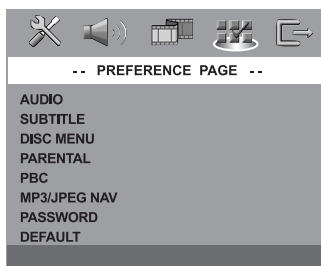 -- PREFERENCE PAGE --
AUDIO
SUBTITLE
DISC MENU
PARENTAL
PBC
MP3/JPEG NAV
PASSWORD
DEFAULT